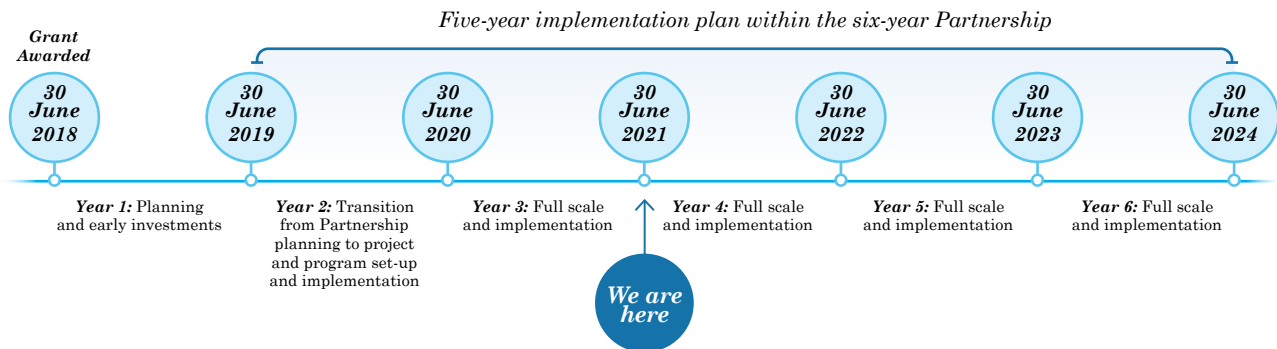 Five-year implementation plan within the six-year Partnership
Grant
Awarded
30
June
2018
30
June
2019
30
June
2020
30
June
2021
30
June
2022
30
June
2023
30
June
2024
Year 1: Planning
and early investments
Year 2: Transition
from Partnership
planning to project
and program set-up
and implementation
Year 3: Full scale
and implementation
Year 4: Full scale
and implementation
Year 5: Full scale
and implementation
Year 6: Full scale
and implementation
We are
here